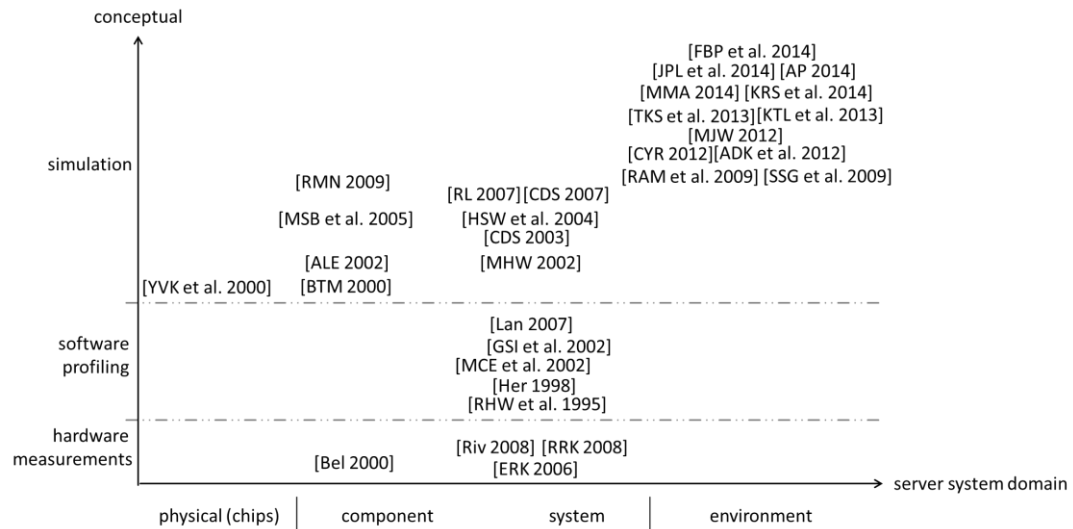 conceptual
[FBP et al. 2014]
[JPL et al. 2014] [AP 2014]
[MMA 2014] [KRS et al. 2014]
[TKS et al. 2013][KTL et al. 2013]
[MJW 2012]
simulation
[CYR 2012][ADK et al. 2012]
[RMN 2009]
[RAM et al. 2009] [SSG et al. 2009]
[RL 2007] [CDS 2007]
[MSB et al. 2005]
[HSW et al. 2004]
[CDS 2003]
[ALE 2002]
[MHW 2002]
[YVK et al. 2000]
[BTM 2000]
[Lan 2007]
software
profiling
[GSI et al. 2002]
[MCE et al. 2002]
[Her 1998]
[RHW et al. 1995]
hardware
measurements
[Riv 2008] [RRK 2008]
[Bel 2000]
[ERK 2006]
server system domain
physical (chips) component system environment